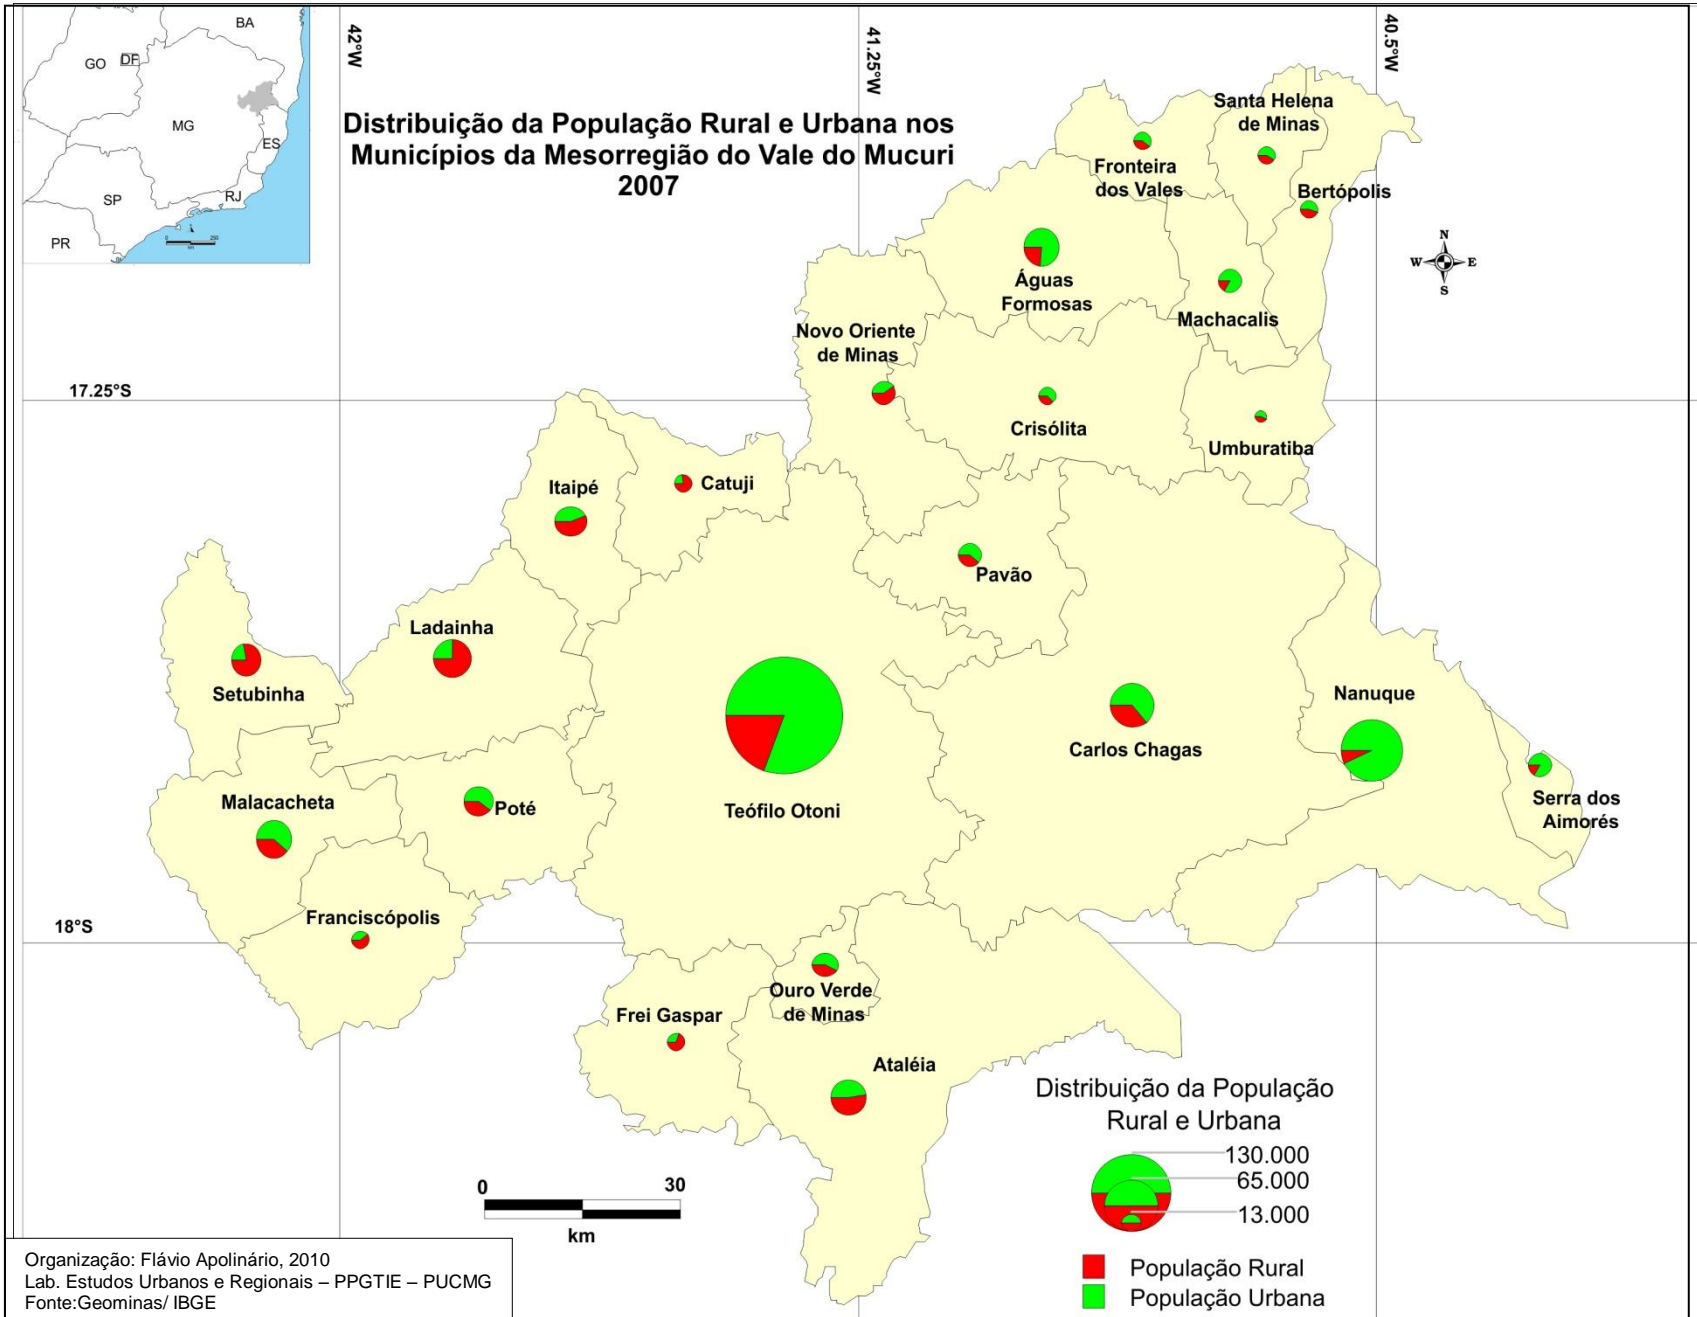 BA
GO
DF
MG
ES
SP
RJ
PR
0
250
km
42°W
41.25°W
40.5°W
Distribuição da População Rural e Urbana nos
Municípios da Mesorregião do Vale do Mucuri
2007
Santa Helena
de Minas
Fronteira
dos Vales
Bertópolis
N
W
E
S
Águas
Formosas
Machacalis
Novo Oriente
de Minas
17.25°S
Crisólita
Umburatiba
Itaipé
Catuji
Pavão
Ladainha
Setubinha
Nanuque
Carlos Chagas
Malacacheta
Poté
Teófilo Otoni
Serra dos
Aimorés
Franciscópolis
18°S
Ouro Verde
de Minas
Frei Gaspar
Ataléia
Distribuição da População
Rural e Urbana
130.000
65.000
13.000
População Rural
População Urbana
0
30
km
Organização: Flávio Apolinário, 2010
Lab. Estudos Urbanos e Regionais – PPGTIE – PUCMG
Fonte:Geominas/ IBGE